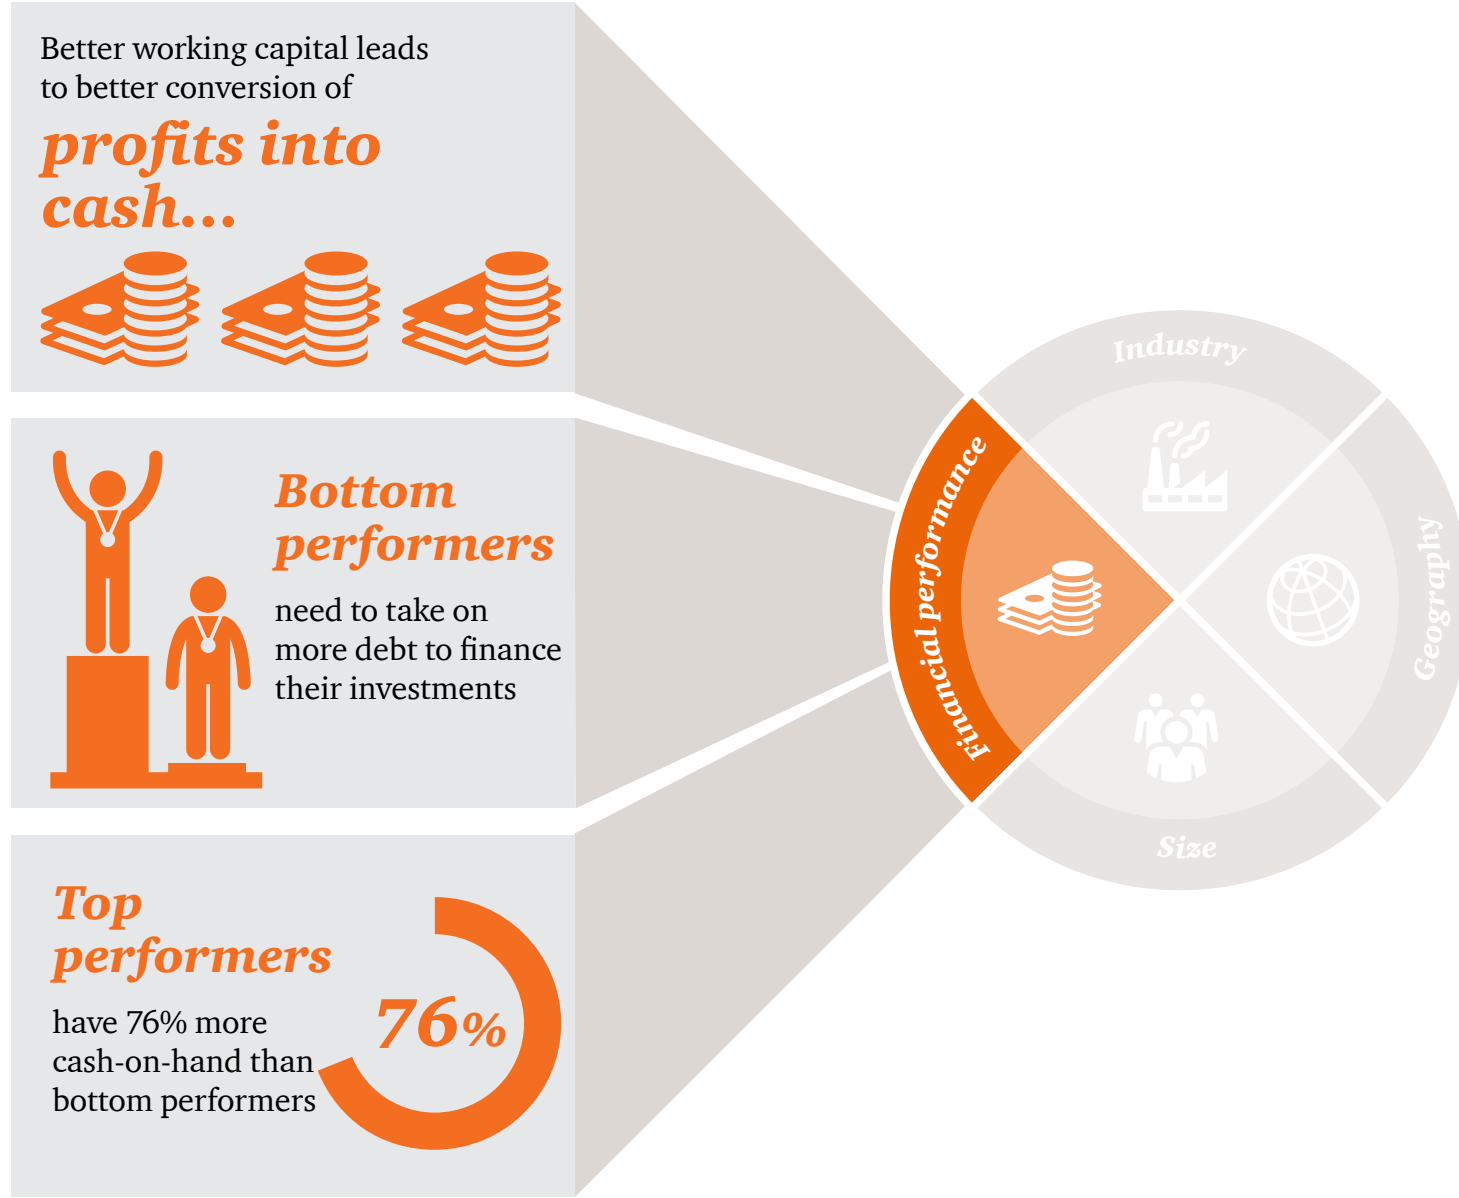 Better working capital leads
to better conversion of
profits into
cash...
Bottom
performers
need to take on
more debt to finance
their investments
Top
performers
have 76% more
cash-on-hand than
bottom performers
76%
Financial performance
Industry
Geography
Size